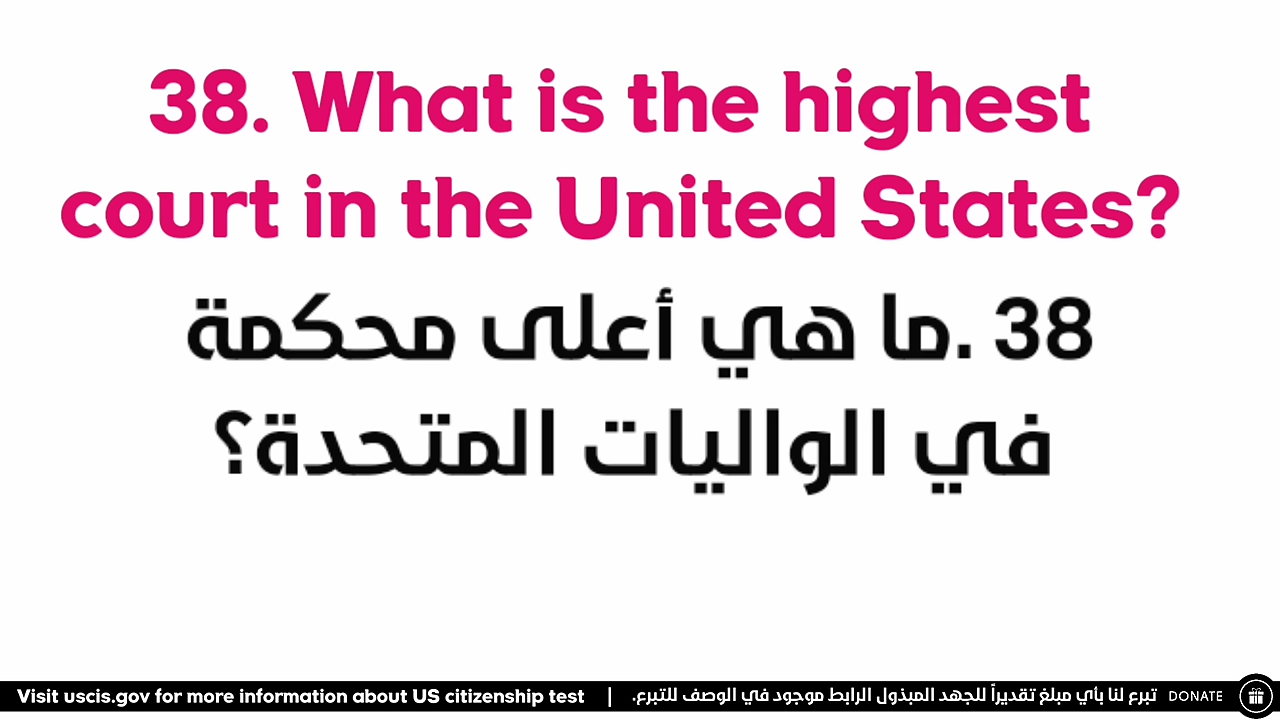 38. What is the highest
court in the United States?
38 .ما هي أعلى محكمة
في الواليات المتحدة؟
Visit uscis.gov for more information about US citizenship test | تبرع لنا بأي مبلغ تقديراً للجهد المبذول الرابط موجود في الوصف للتبرع. DONATE